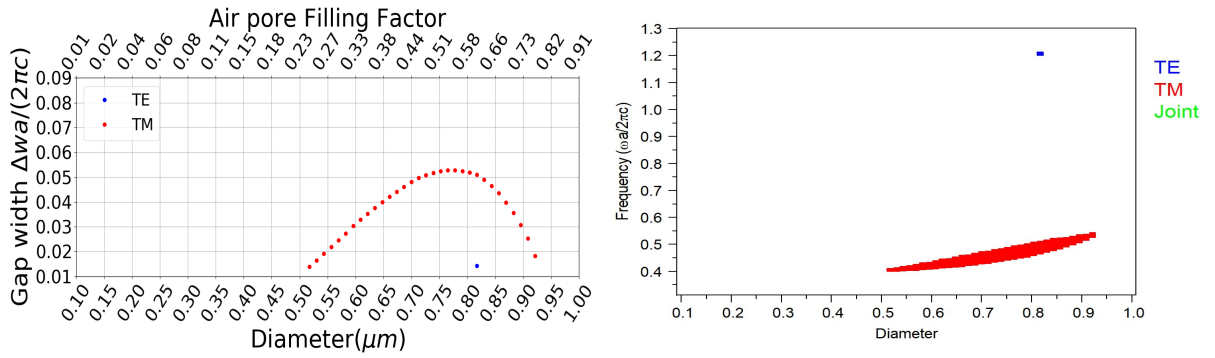 Air pore Filling Factor
0.01 0.02 0.04 0.06 0.08 0.11 0.15 0.18 0.23 0.27 0.33 0.38 0.44 0.51 0.58 0.66 0.73 0.82 0.91
Gap width Δwa/(2πc)
0.09
0.08
0.07
0.06
0.05
0.04
0.03
0.02
0.01
TE
TM
0.10 0.15 0.20 0.25 0.30 0.35 0.40 0.45 0.50 0.55 0.60 0.65 0.70 0.75 0.80 0.85 0.90 0.95 1.00
Diameter(μm)
Frequency (ωa/2πc)
1.3
1.2
1.1
1.0
0.9
0.8
0.7
0.6
0.5
0.4
0.1 0.2 0.3 0.4 0.5 0.6 0.7 0.8 0.9 1.0
Diameter
TE
TM
Joint